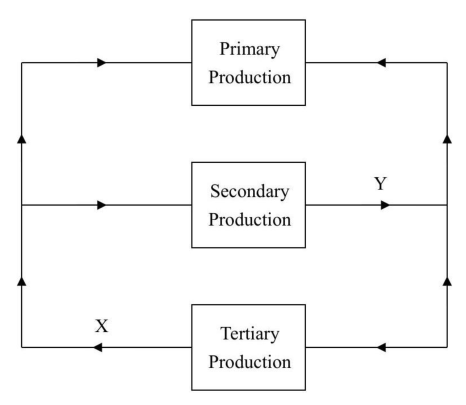 Primary
Production
Secondary
Production
Y
X
Tertiary
Production